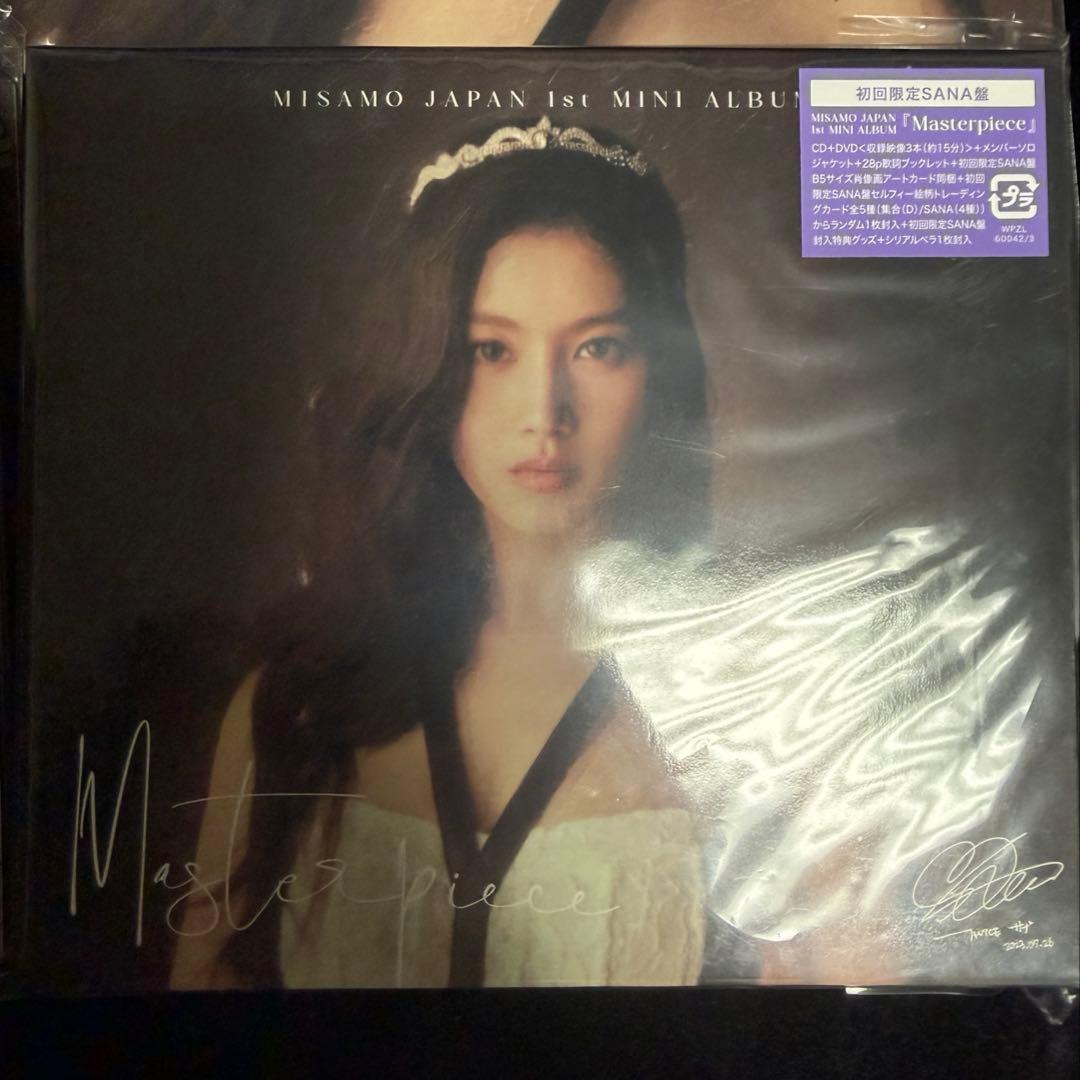 MISAMO JAPAN 1st MINI ALBUM
初回限定SANA盤
MISAMO JAPAN
1st MINI ALBUM『Masterpiece』
CD+DVD<収録映像3本(約15分)>+メンバーソロ
ジャケット+28p歌詞ブックレット+初回限定SANA盤
B5サイズ肖像画アートカード同梱+初回
限定SANA盤セルフィー絵柄トレーディン
グカード全5種(集合(D)/SANA(4種))
からランダム1枚封入+初回限定SANA盤
封入特典グッズ+シリアルペラ1枚封入
プラ
WPZL
60042/3
Masterpiece
TWICE サナ
2023.07.26